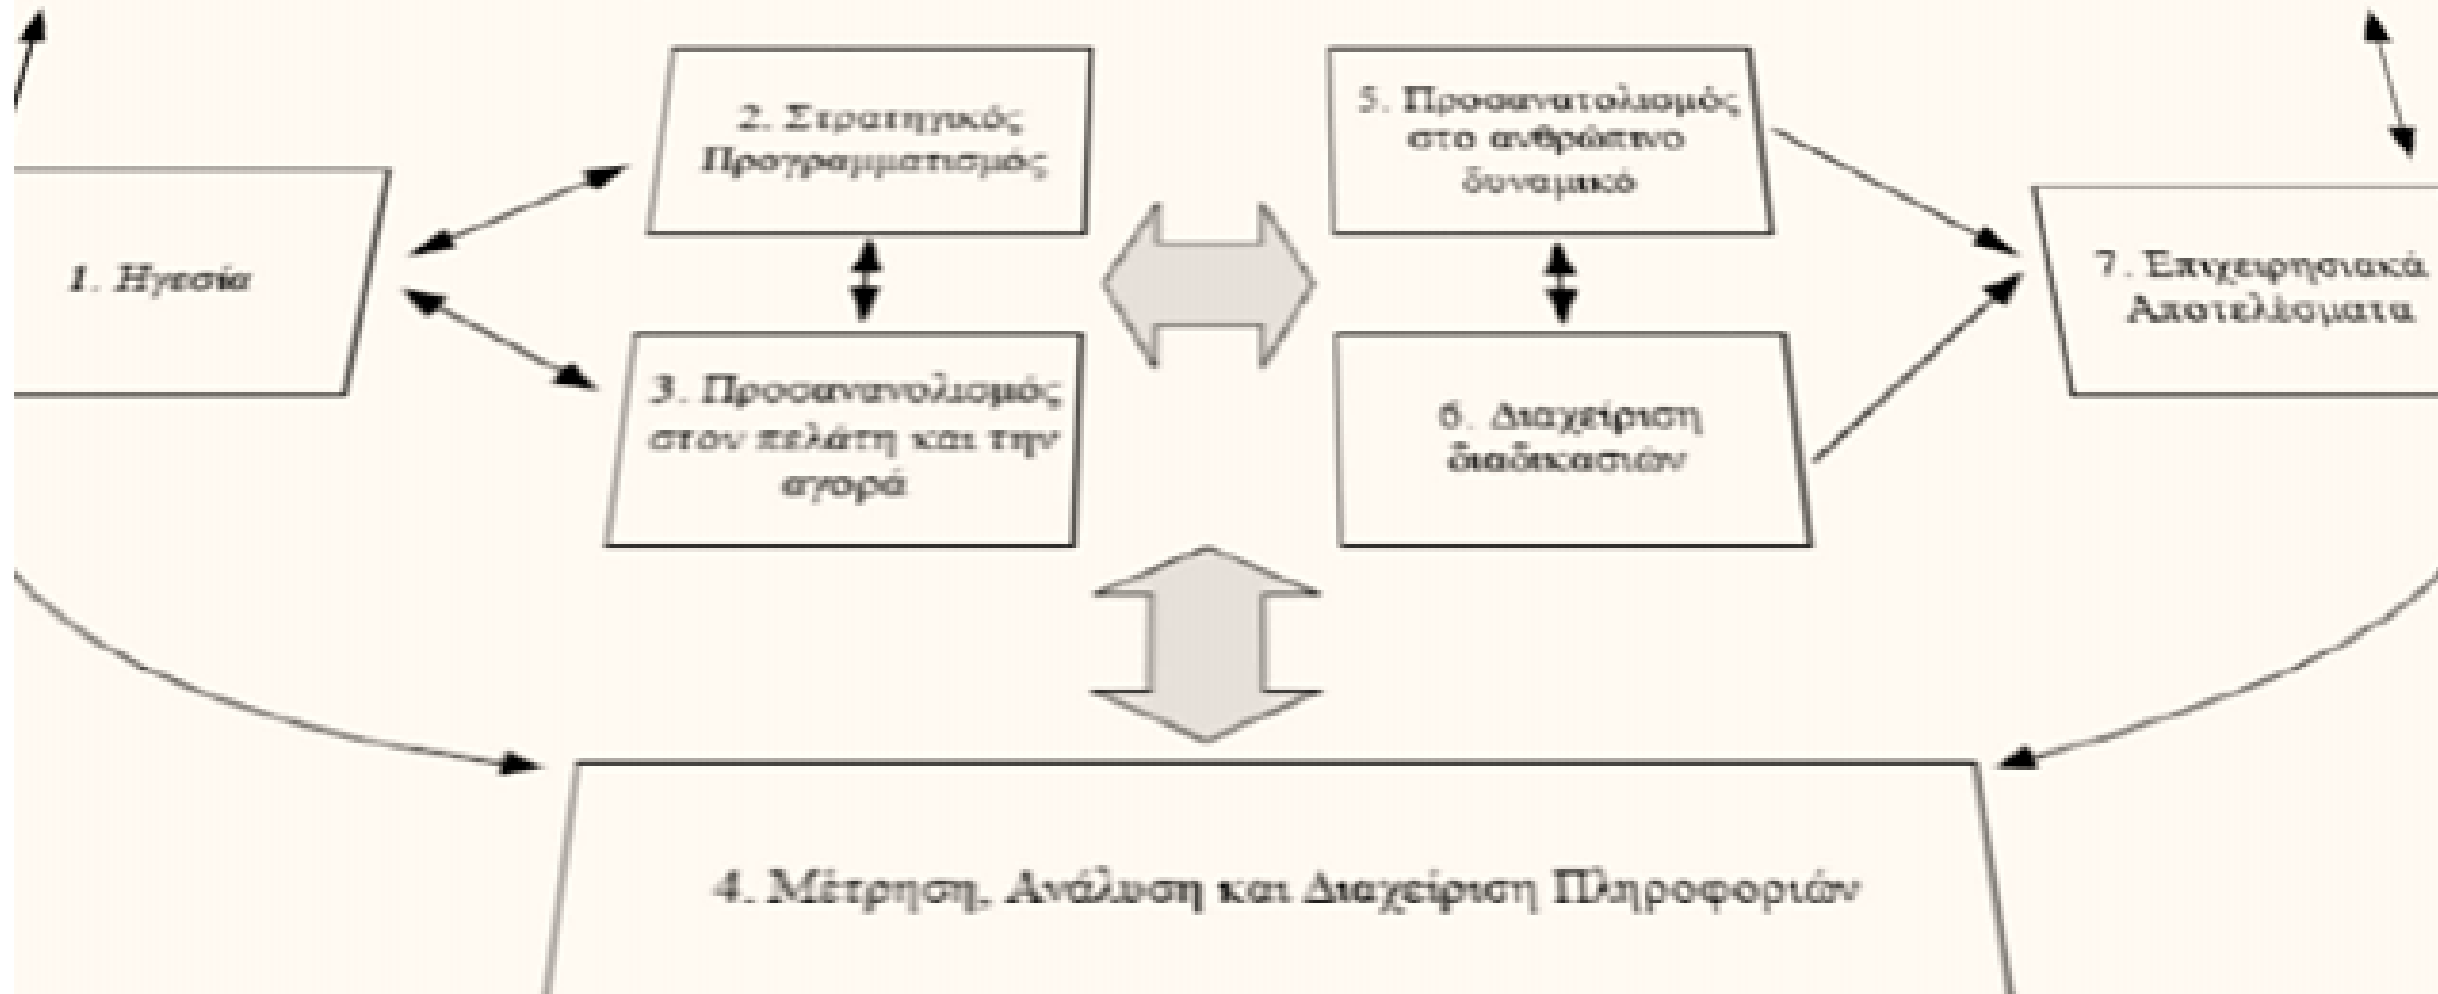 1. Ηγεσία
2. Στρατηγικός
Προγραμματισμός
3. Προσανανολισμός
στον πελάτη και την
αγορά
5. Προσανατολισμός
στο ανθρώπινο
δυναμικό
6. Διαχείριση
διαδικασιών
7. Επιχειρησιακά
Αποτελέσματα
4. Μέτρηση, Ανάλυση και Διαχείριση Πληροφοριών